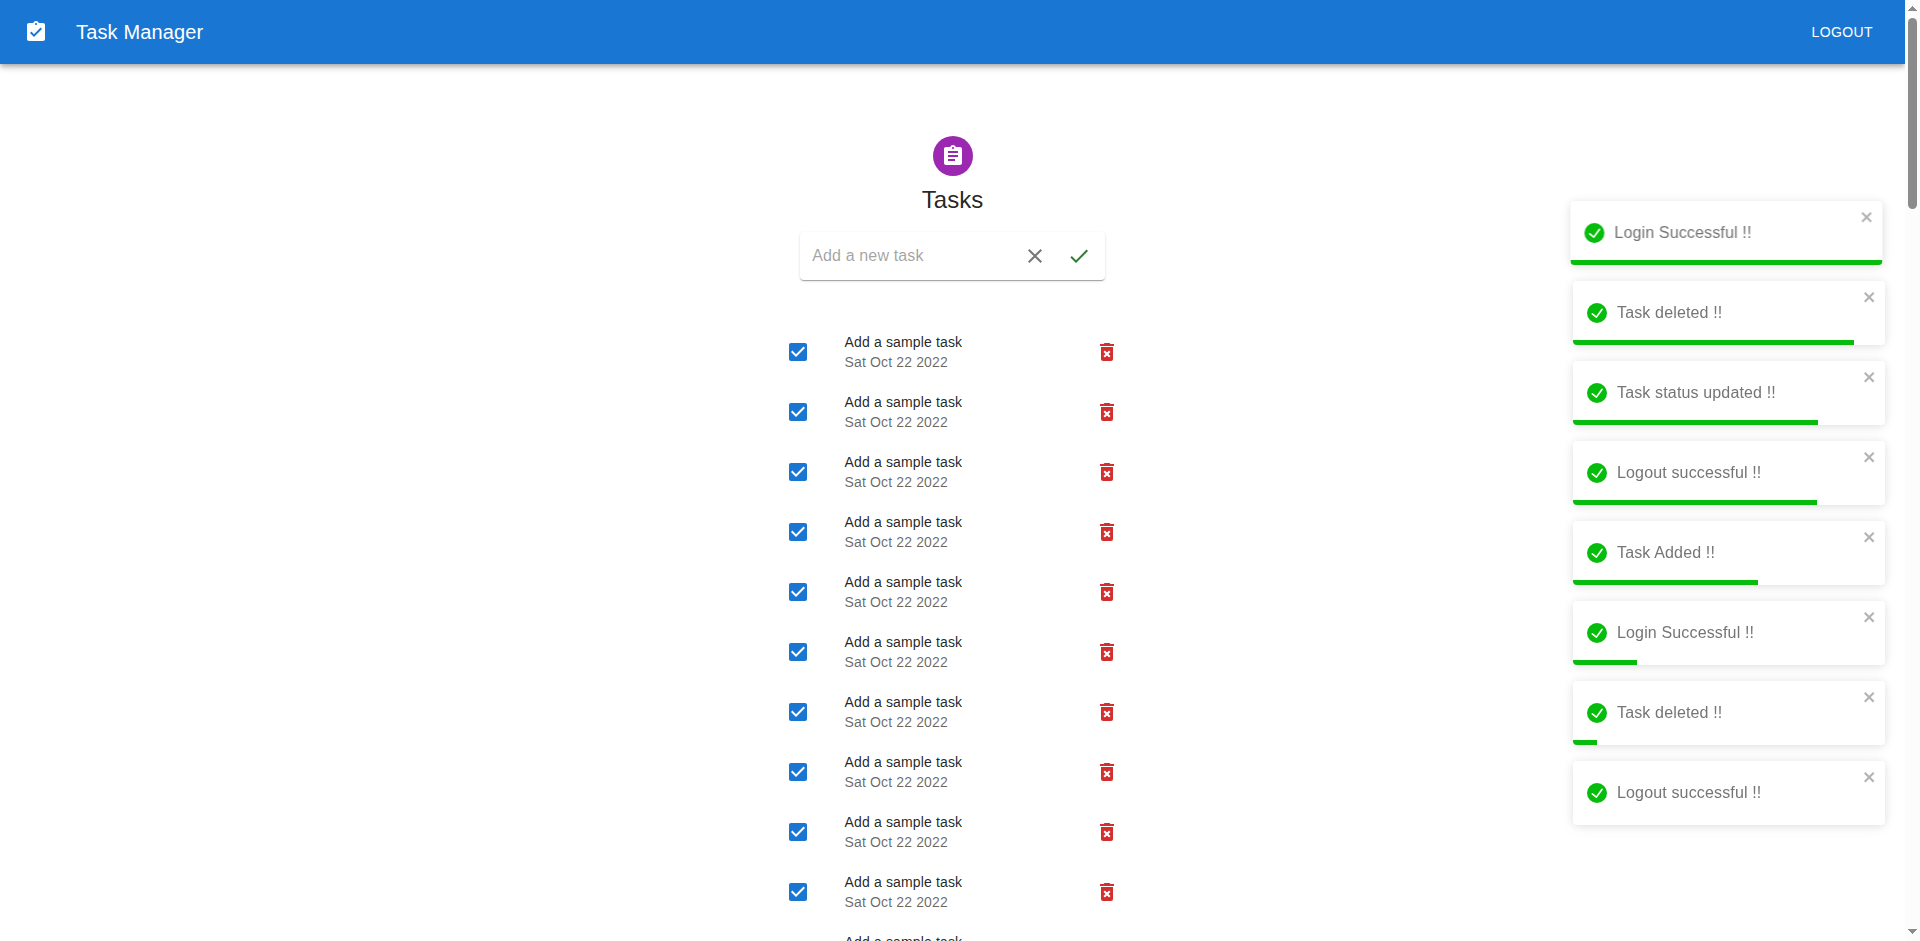 Task Manager
LOGOUT
Tasks
Add a new task
Add a sample task
Sat Oct 22 2022
Add a sample task
Sat Oct 22 2022
Add a sample task
Sat Oct 22 2022
Add a sample task
Sat Oct 22 2022
Add a sample task
Sat Oct 22 2022
Add a sample task
Sat Oct 22 2022
Add a sample task
Sat Oct 22 2022
Add a sample task
Sat Oct 22 2022
Add a sample task
Sat Oct 22 2022
Add a sample task
Sat Oct 22 2022
Add a sample task
Login Successful !!
Task deleted !!
Task status updated !!
Logout successful !!
Task Added !!
Login Successful !!
Task deleted !!
Logout successful !!